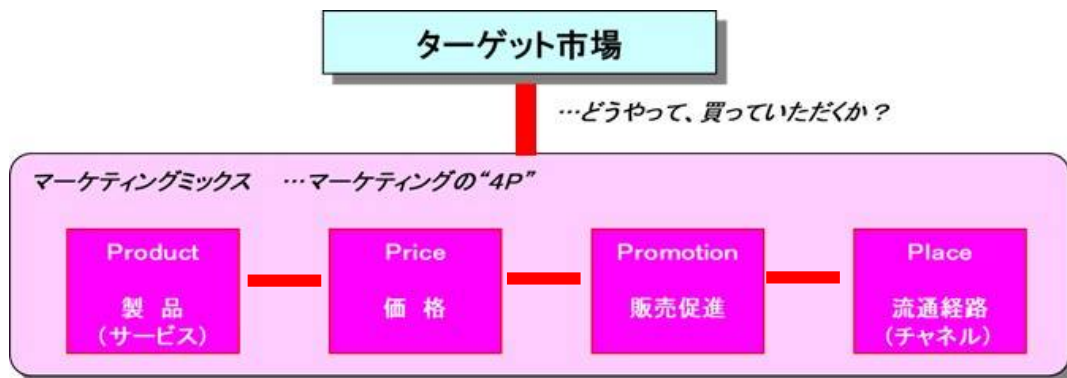 ターゲット市場
…どうやって、買っていただくか?
マーケティングミックス …マーケティングの“4P”
Product
製 品
(サービス)
Price
価 格
Promotion
販売促進
Place
流通経路
(チャネル)